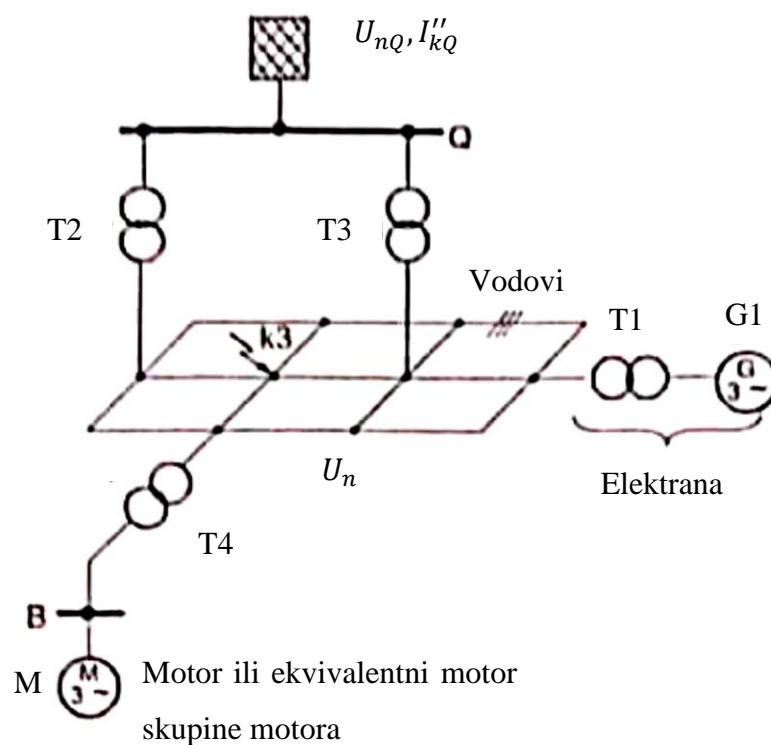 U_nQ, I''_kQ
Q
T2
T3
Vodovi
T1
G1
k3
G
3~
U_n
Elektrana
T4
B
M
M
3~
Motor ili ekvivalentni motor
skupine motora